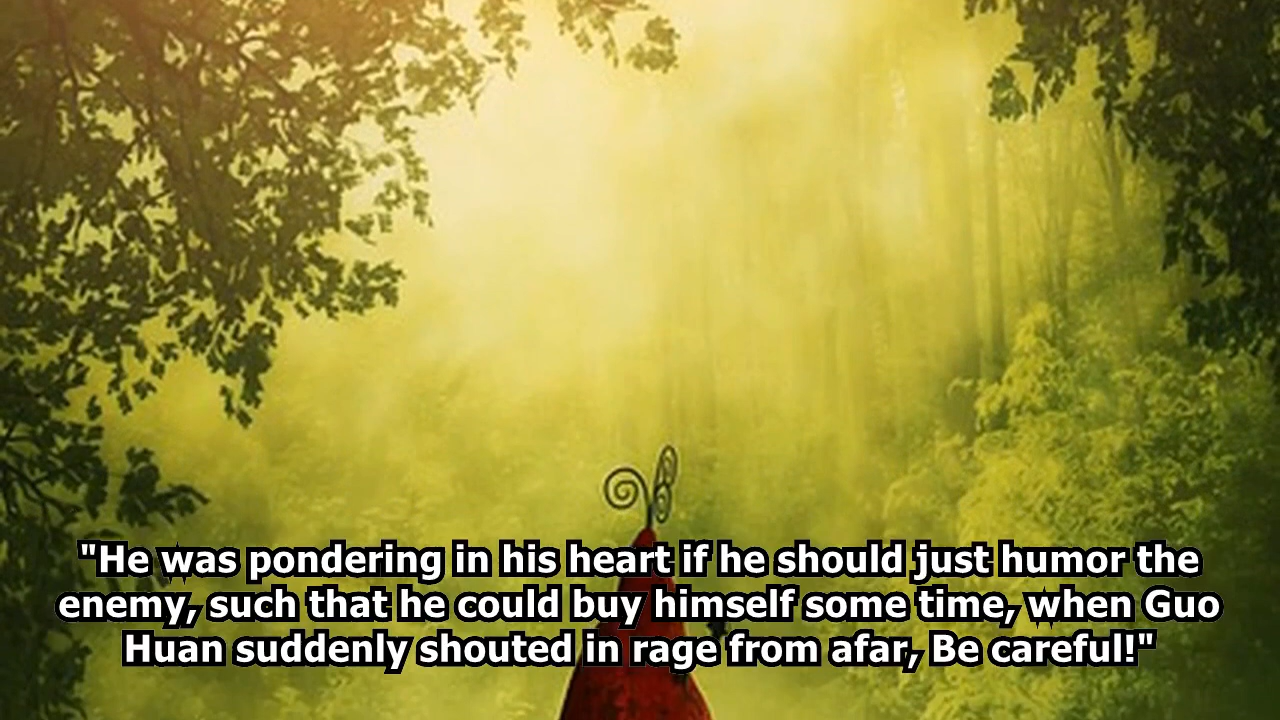 "He was pondering in his heart if he should just humor the
enemy, such that he could buy himself some time, when Guo
Huan suddenly shouted in rage from afar, Be careful!"